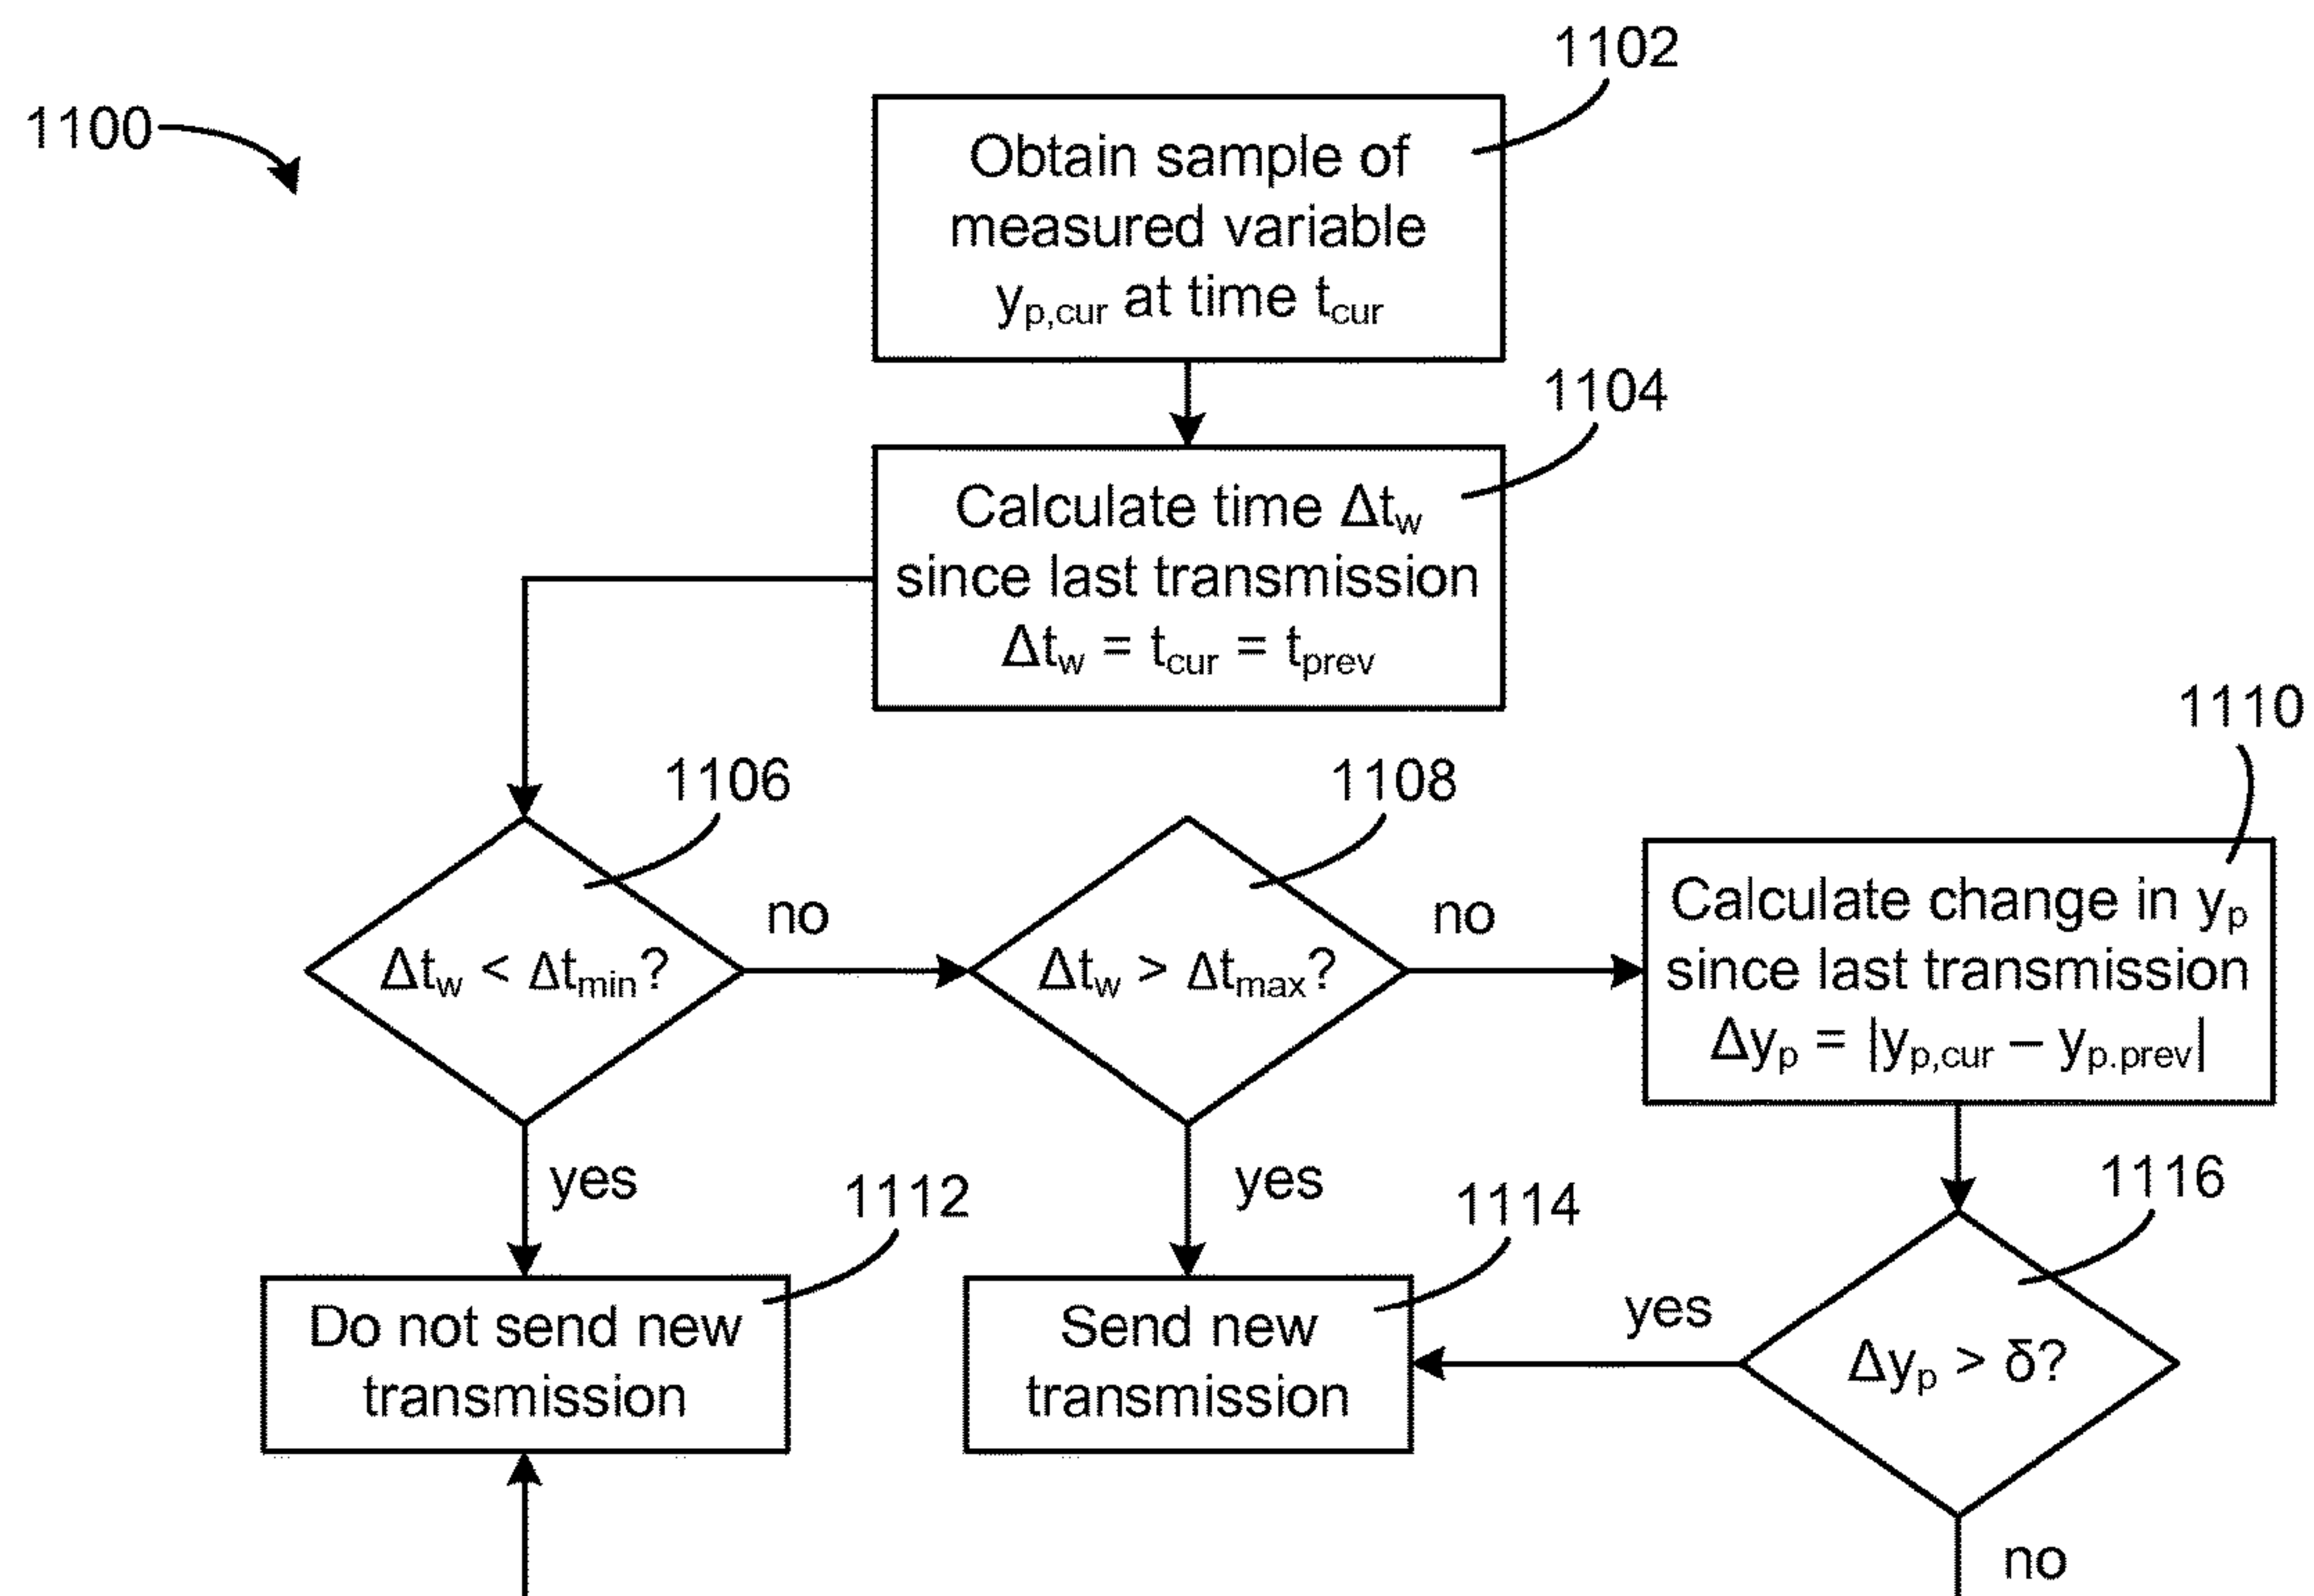 1102
1100
Obtain sample of
measured variable
yp,cur at time tcur
1104
Calculate time Δtw
since last transmission
Δtw = tcur = tprev
1110
1106
1108
Δtw < Δtmin?
no
Δtw > Δtmax?
no
Calculate change in yp
since last transmission
Δyp = |yp,cur – yp.prev|
yes
1112
yes
1114
1116
Do not send new
transmission
Send new
transmission
yes
Δyp > δ?
no